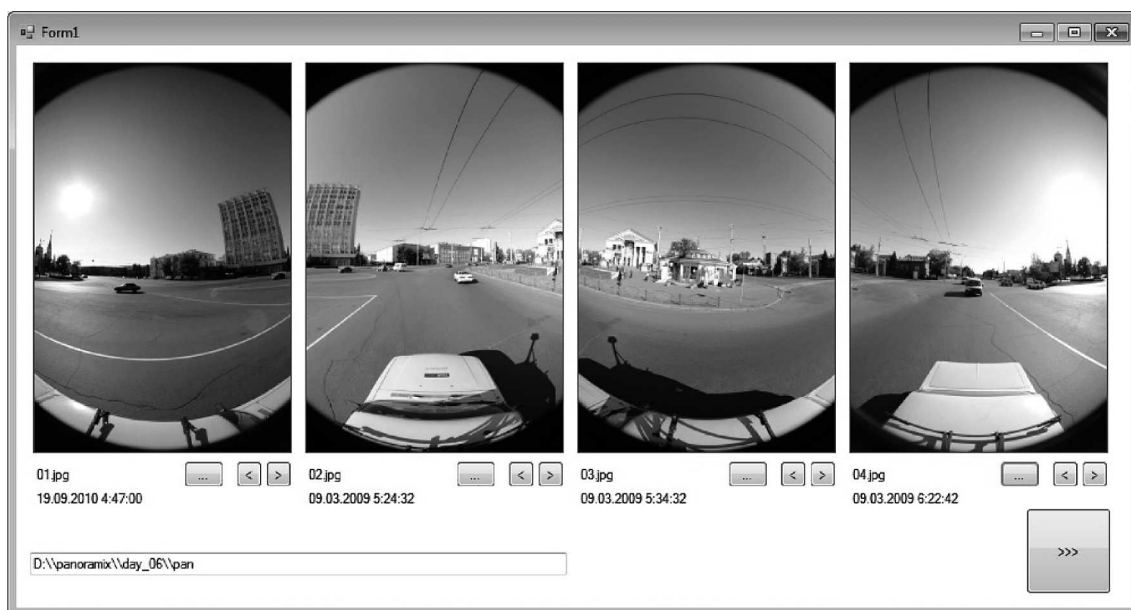 Form1
01.jpg ... < >
19.09.2010 4:47:00
02.jpg ... < >
09.03.2009 5:24:32
03.jpg ... < >
09.03.2009 5:34:32
04.jpg ... < >
09.03.2009 6:22:42
D:\\panoramix\\day_06\\pan
>>>